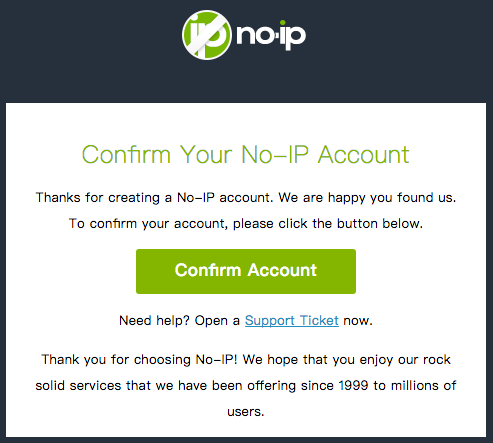 no-ip
Confirm Your No-IP Account
Thanks for creating a No-IP account. We are happy you found us.
To confirm your account, please click the button below.
Confirm Account
Need help? Open a Support Ticket now.
Thank you for choosing No-IP! We hope that you enjoy our rock
solid services that we have been offering since 1999 to millions of
users.